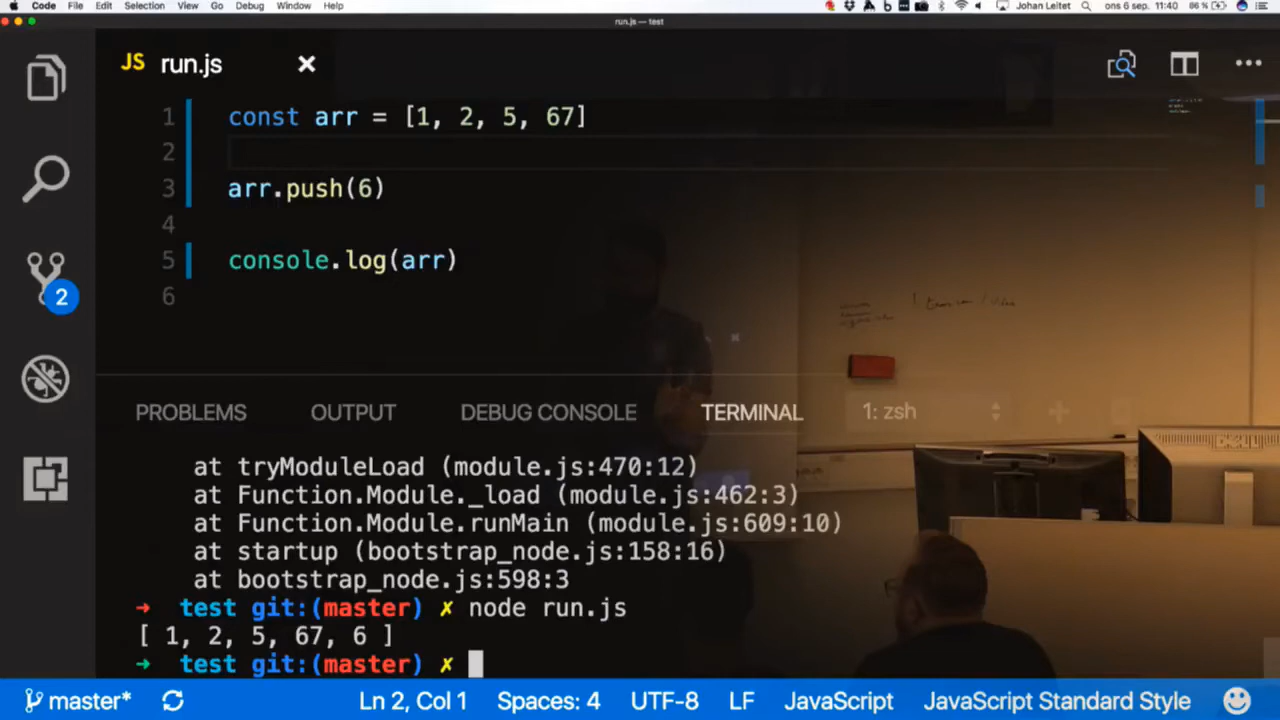 Code File Edit Selection View Go Debug Window Help Johan Leitet ons 6 sep. 11:40
86 %
run.js — test
JS run.js
1 const arr = [1, 2, 5, 67]
2
3 arr.push(6)
4
5 console.log(arr)
6
2
PROBLEMS OUTPUT DEBUG CONSOLE TERMINAL 1: zsh
at tryModuleLoad (module.js:470:12)
at Function.Module._load (module.js:462:3)
at Function.Module.runMain (module.js:609:10)
at startup (bootstrap_node.js:158:16)
at bootstrap_node.js:598:3
➜ test git:(master) ✗ node run.js
[ 1, 2, 5, 67, 6 ]
➜ test git:(master) ✗
DELL
master* Ln 2, Col 1 Spaces: 4 UTF-8 LF JavaScript JavaScript Standard Style